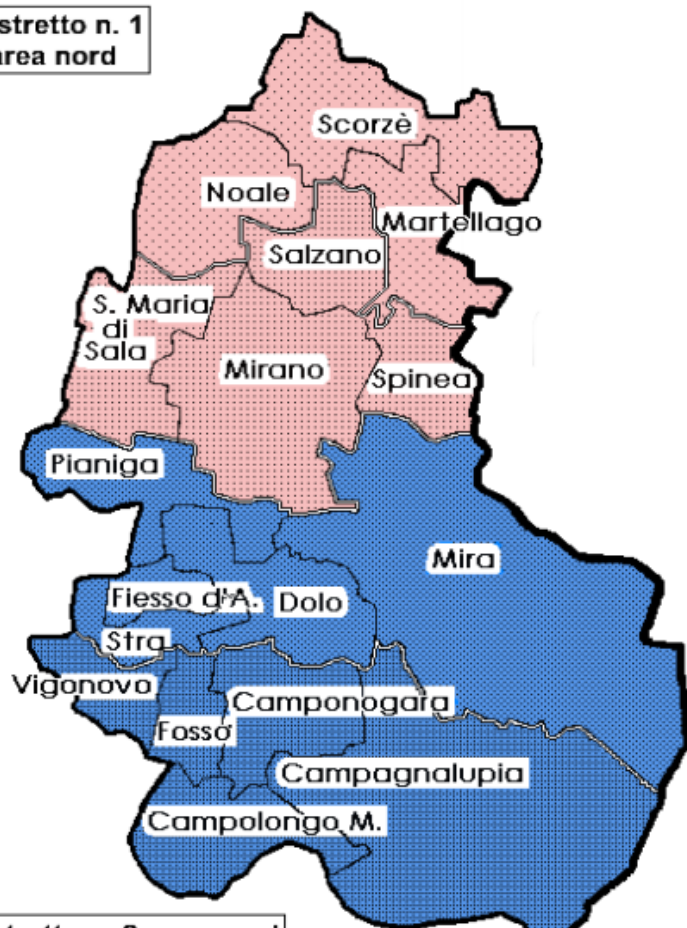 stretto n. 1
area nord
Scorzè
Noale
Martellago
Salzano
S. Maria
di
Sala
Mirano
Spinea
Pianiga
Mira
Fiesso d'A.
Dolo
Stra
Vigonovo
Camponogara
Fossò
Campagnalupia
Campolongo M.